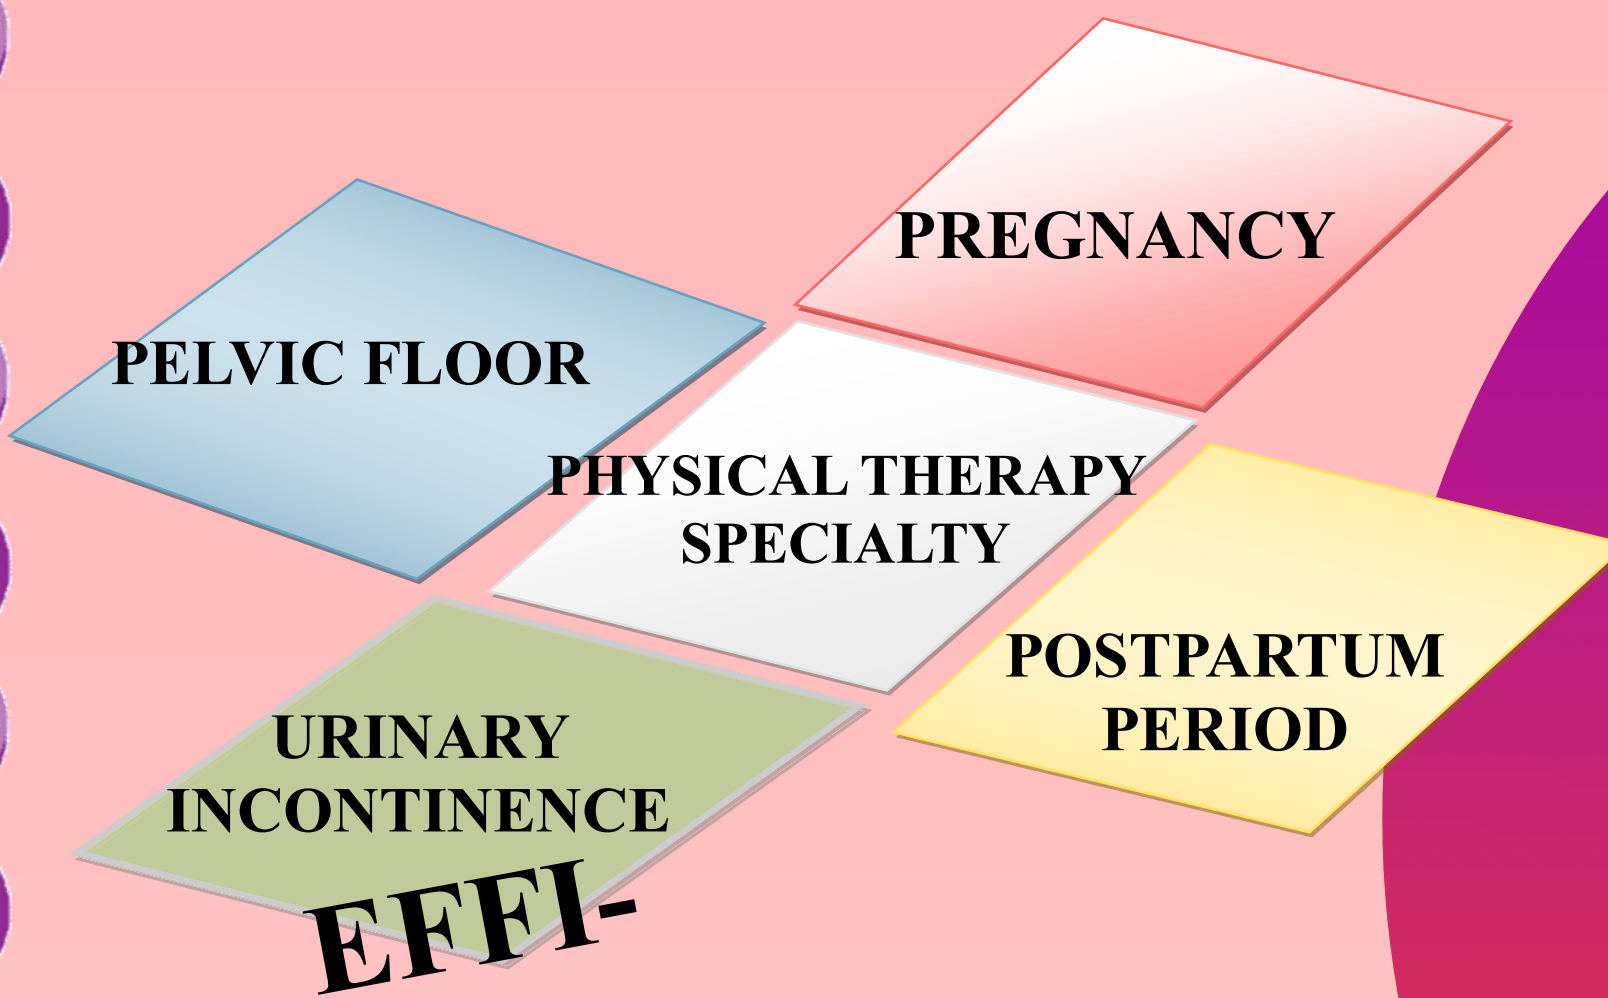 PREGNANCY
PELVIC FLOOR
PHYSICAL THERAPY
SPECIALTY
POSTPARTUM
PERIOD
URINARY
INCONTINENCE
EFFI-